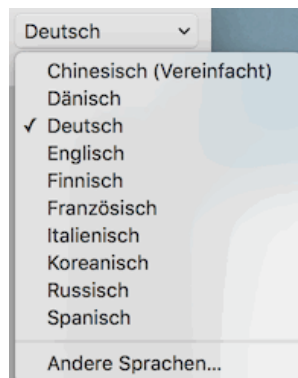 Deutsch
Chinesisch (Vereinfacht)
Dänisch
✓ Deutsch
Englisch
Finnisch
Französisch
Italienisch
Koreanisch
Russisch
Spanisch
Andere Sprachen...